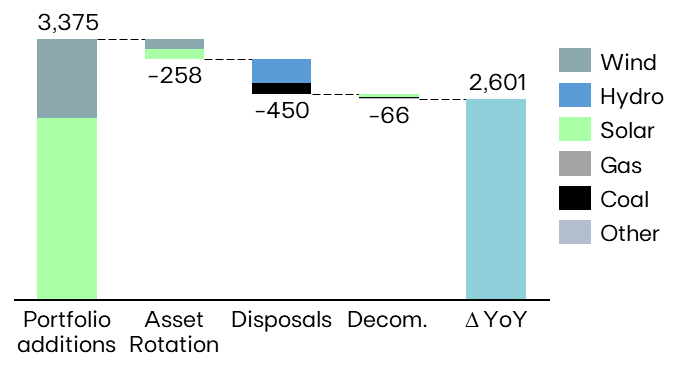 3,375
−258
−450
−66
2,601
Wind
Hydro
Solar
Gas
Coal
Other
Portfolio additions
Asset Rotation
Disposals
Decom.
Δ YoY